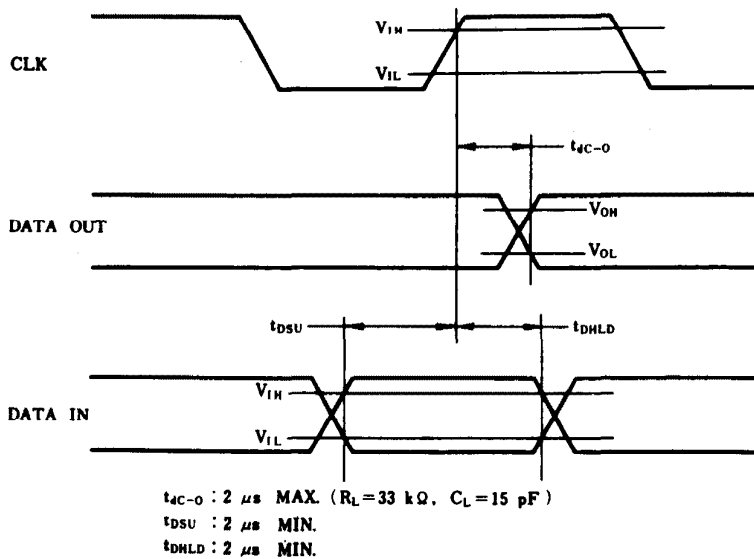 V_IH
CLK
V_IL
t_dC-O
V_OH
DATA OUT
V_OL
t_DSU
t_DHLD
V_IH
DATA IN
V_IL
t_dC-O : 2 μs MAX. (R_L=33 kΩ, C_L=15 pF)
t_DSU : 2 μs MIN.
t_DHLD : 2 μs MIN.